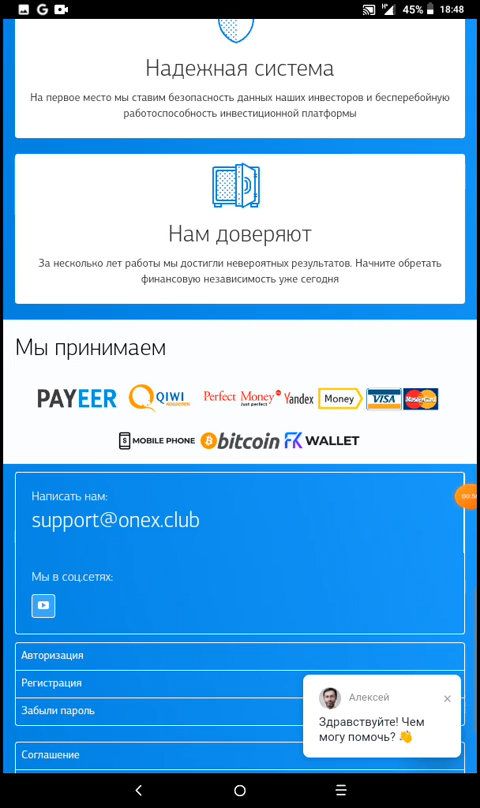 45% 18:48
Надежная система
На первое место мы ставим безопасность данных наших инвесторов и бесперебойную
работоспособность инвестиционной платформы
Нам доверяют
За несколько лет работы мы достигли невероятных результатов. Начните обретать
финансовую независимость уже сегодня
Мы принимаем
PAYEER QIWI Perfect Money Just perfect Yandex Money VISA MasterCard
MOBILE PHONE bitcoin FK WALLET
Написать нам:
support@onex.club
Мы в соц.сетях:
Авторизация
Регистрация
Забыли пароль
Алексей
Здравствуйте! Чем
могу помочь? 👋
Соглашение